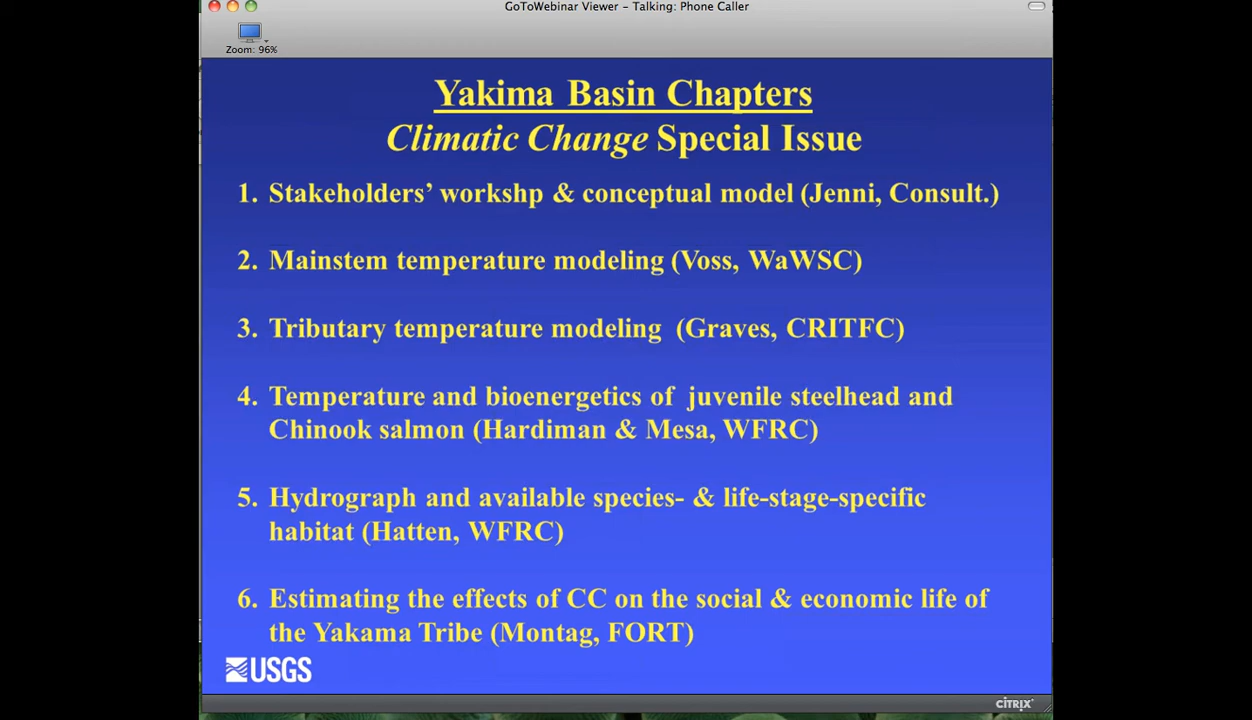 GoToWebinar Viewer - Talking: Phone Caller
Zoom: 96%
Yakima Basin Chapters
Climatic Change Special Issue
1. Stakeholders' workshp & conceptual model (Jenni, Consult.)
2. Mainstem temperature modeling (Voss, WaWSC)
3. Tributary temperature modeling (Graves, CRITFC)
4. Temperature and bioenergetics of juvenile steelhead and
Chinook salmon (Hardiman & Mesa, WFRC)
5. Hydrograph and available species- & life-stage-specific
habitat (Hatten, WFRC)
6. Estimating the effects of CC on the social & economic life of
the Yakama Tribe (Montag, FORT)
USGS
CITRIX